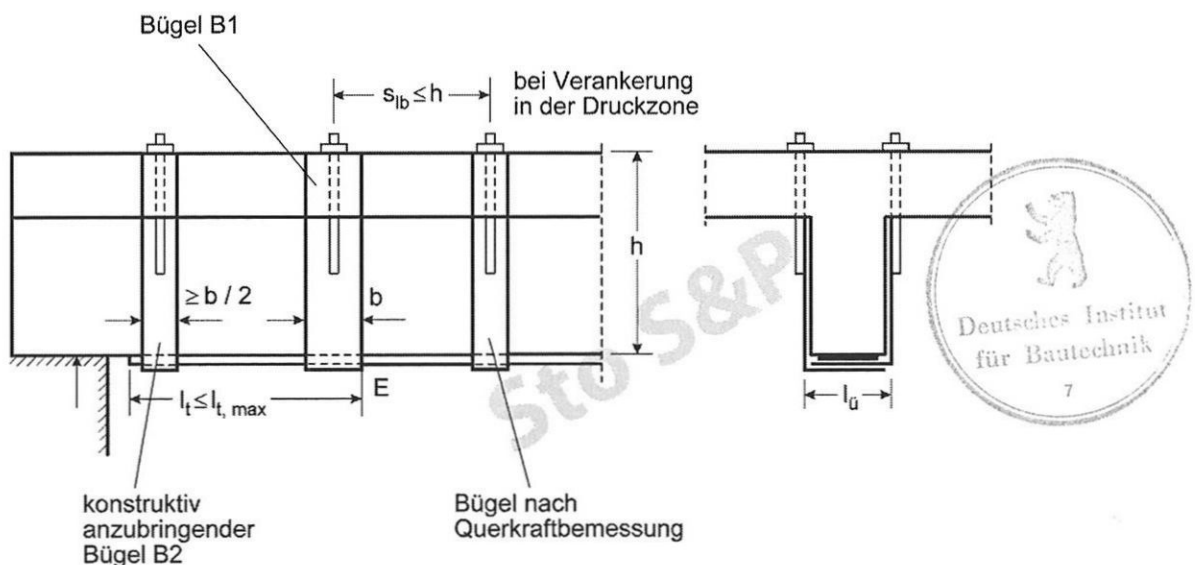 Bügel B1
s_lb ≤ h
bei Verankerung
in der Druckzone
h
≥ b / 2
b
E
l_t ≤ l_t, max
l_ü
konstruktiv
anzubringender
Bügel B2
Bügel nach
Querkraftbemessung
Sto S&P
Deutsches Institut
für Bautechnik
7